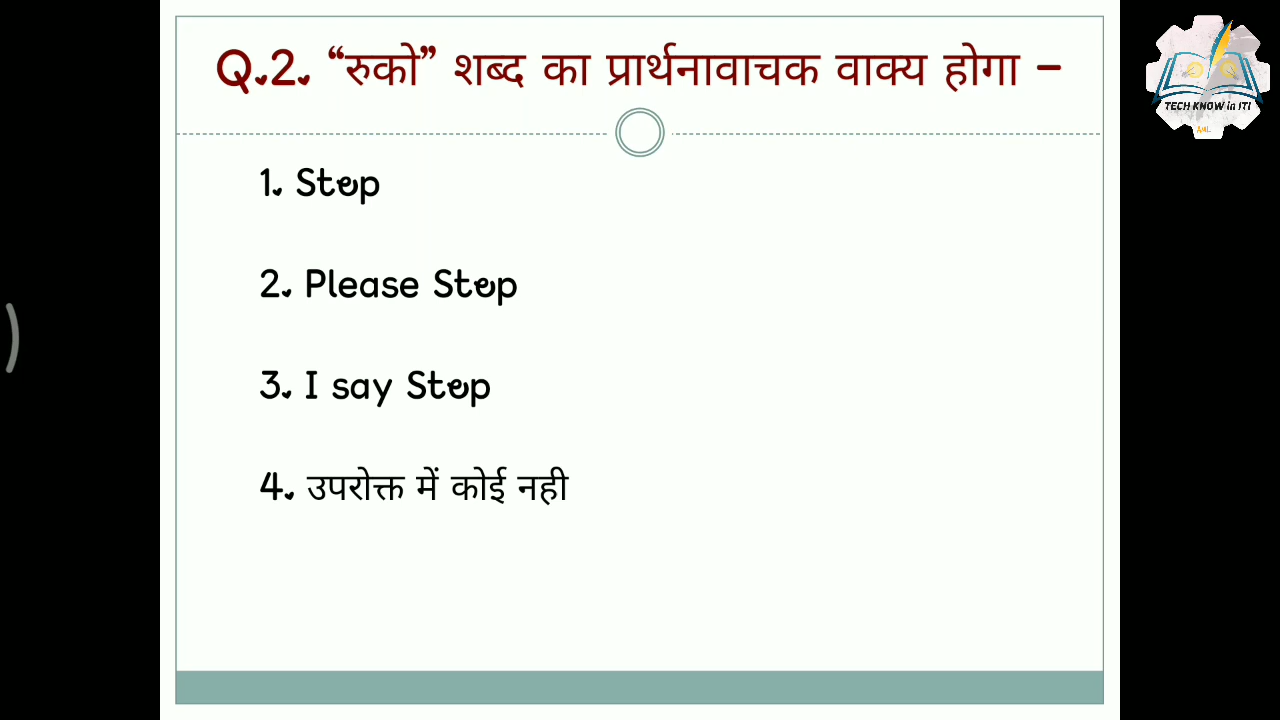 Q.2. “रुको” शब्द का प्रार्थनावाचक वाक्य होगा –
TECH KNOW in ITI
1. Stop
2. Please Stop
3. I say Stop
4. उपरोक्त में कोई नही